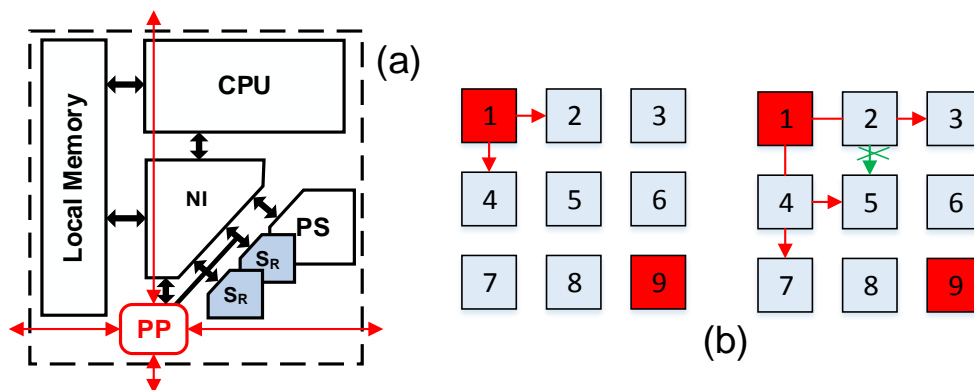 (a)
Local Memory
CPU
NI
PS
SR
SR
PP
1 2 3
4 5 6
7 8 9
1 2 3
4 5 6
7 8 9
(b)